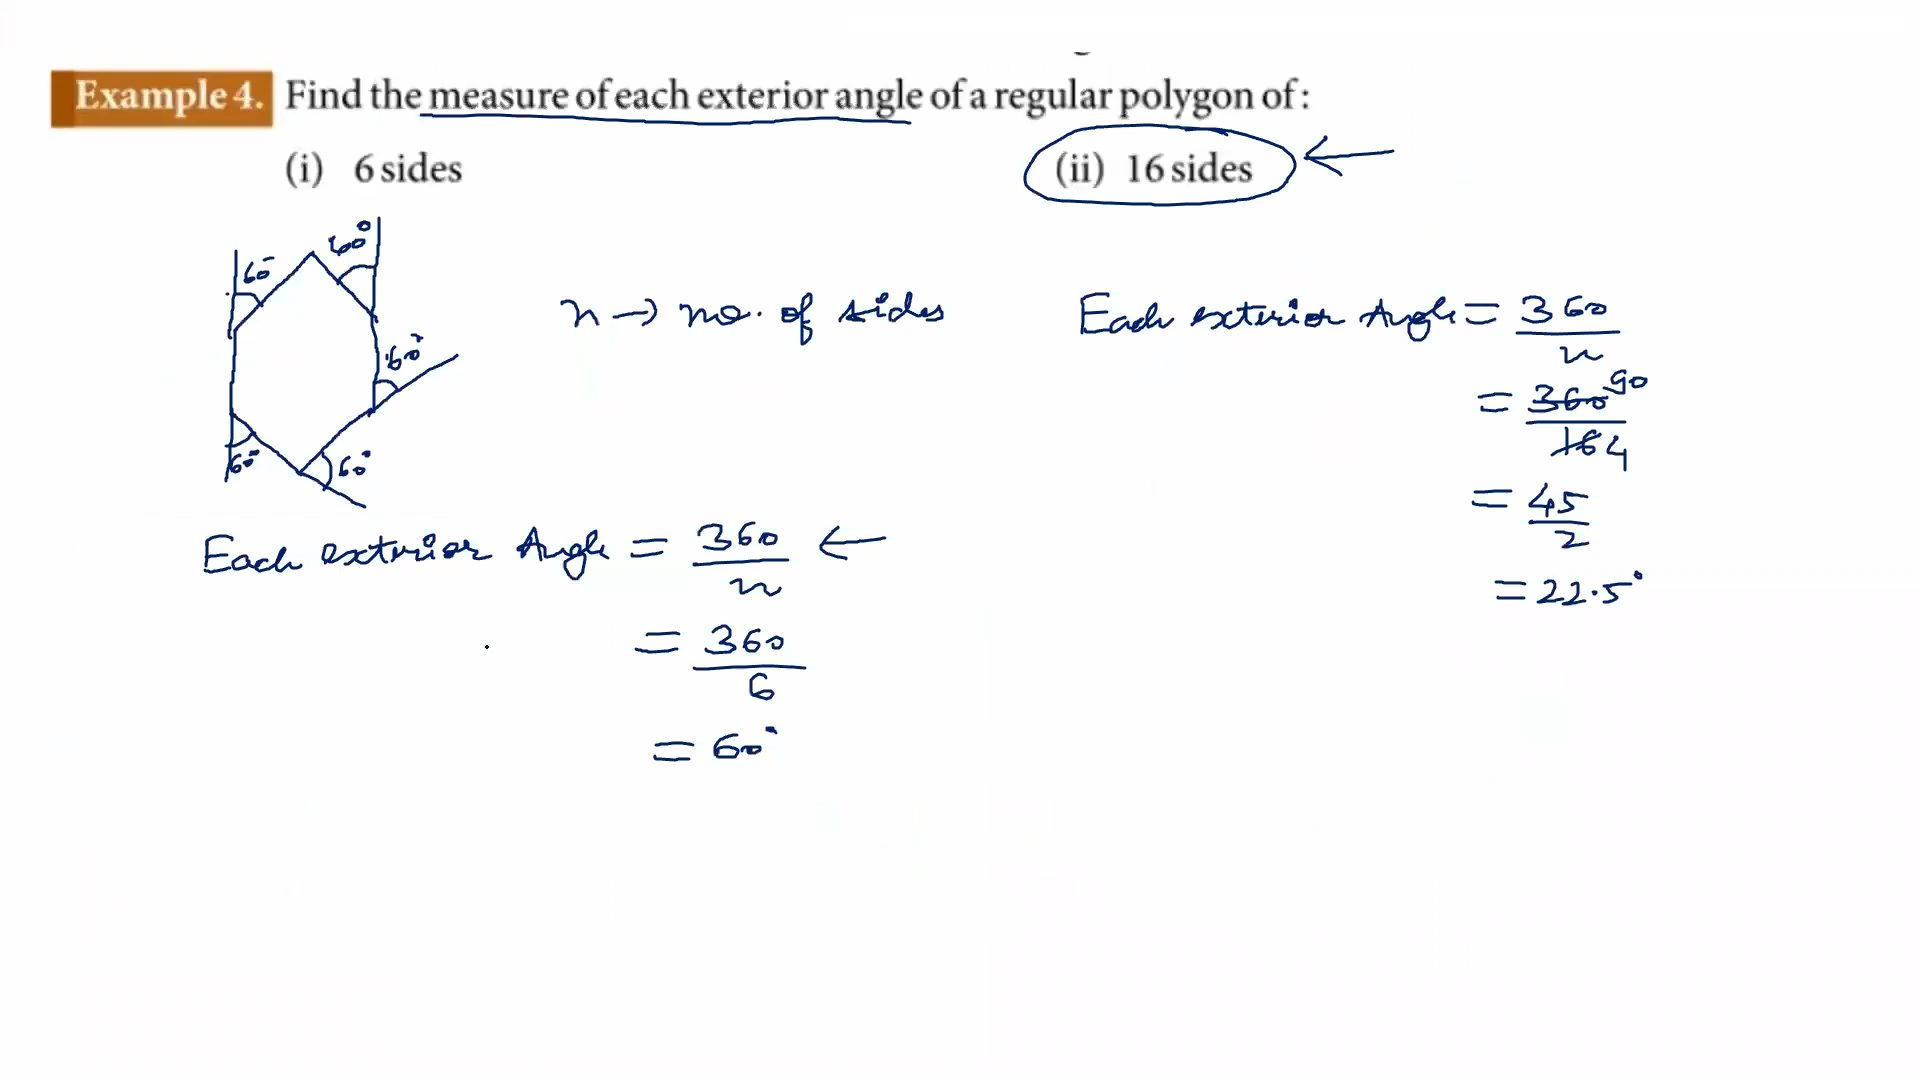 Example 4. Find the measure of each exterior angle of a regular polygon of :
(i) 6 sides
(ii) 16 sides
60°
60°
60°
60°
60°
n → no. of sides
Each exterior Angle = 360/n
= 360/6
= 60°
Each exterior Angle = 360/n
= 360 90/16 4
= 45/2
= 22.5°